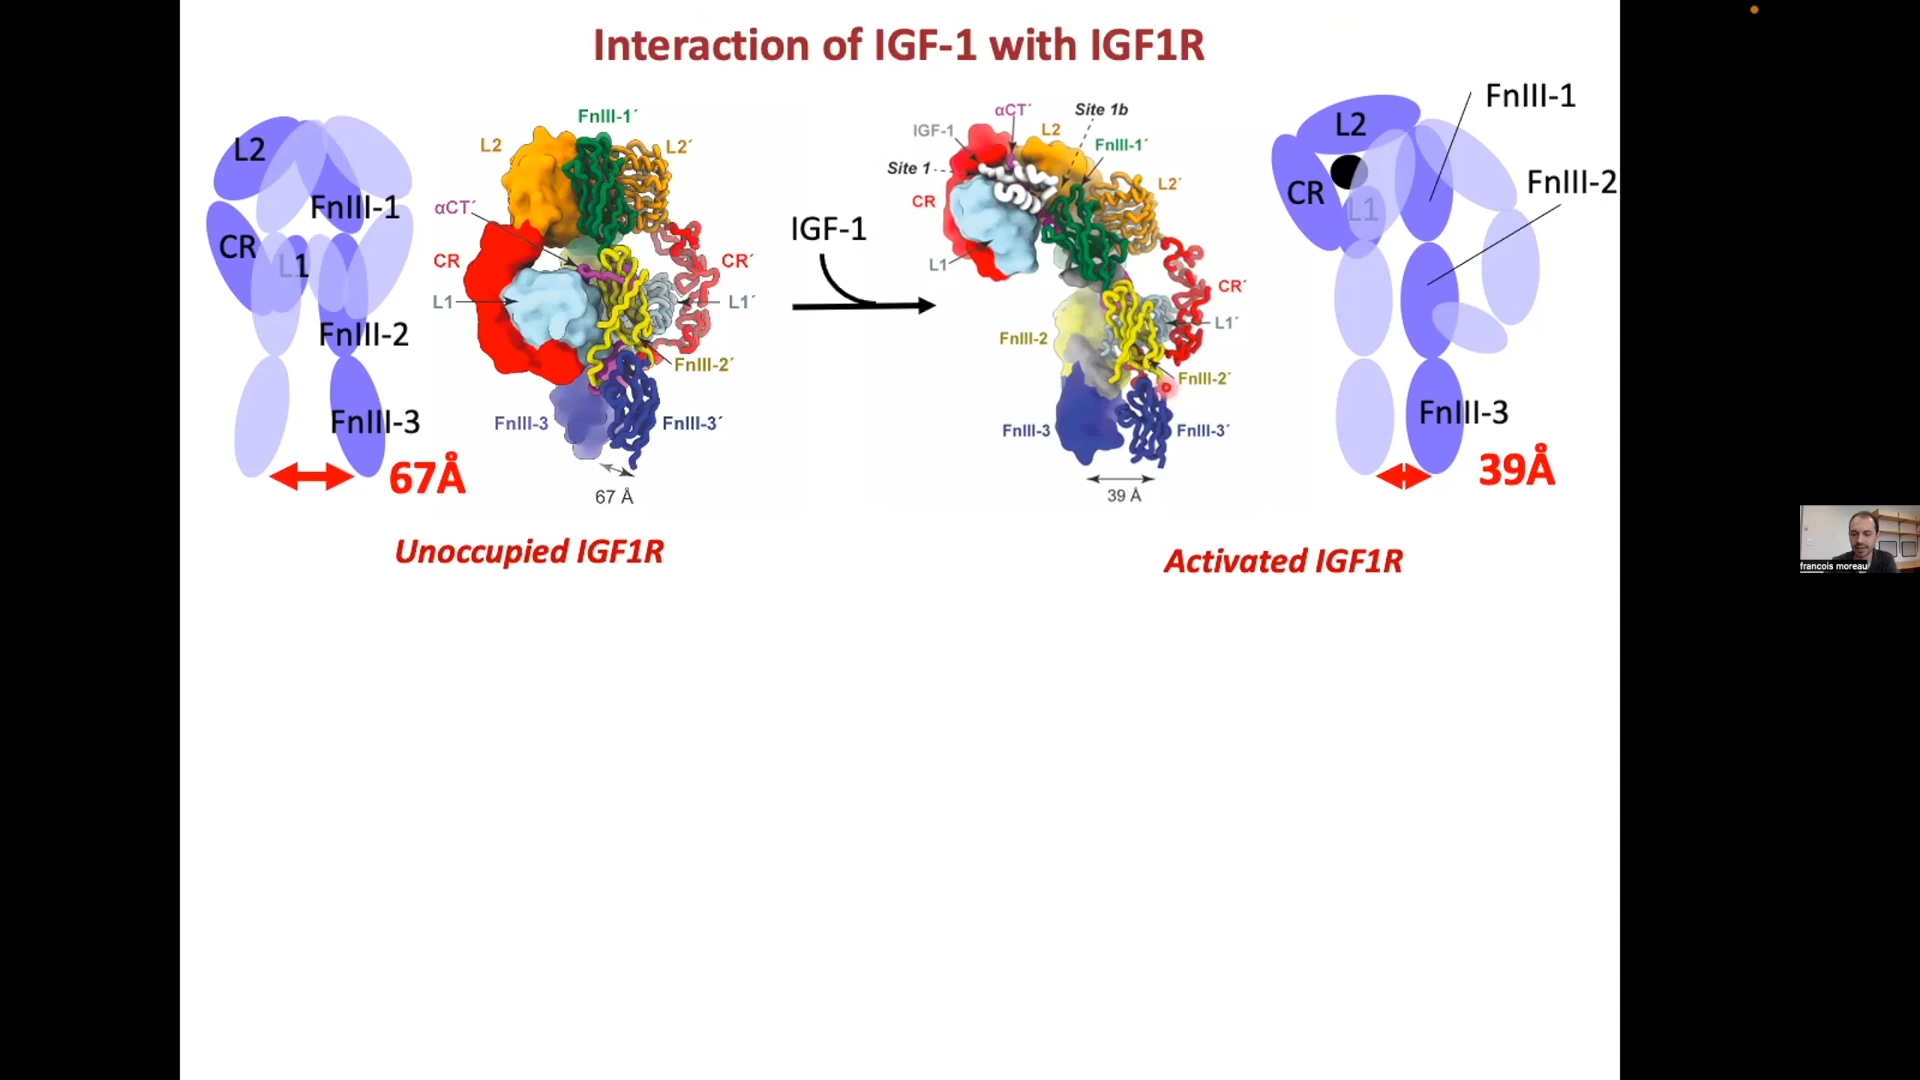 Interaction of IGF-1 with IGF1R
L2
FnIII-1
CR
L1
FnIII-2
FnIII-3
67Å
FnIII-1´
L2
L2´
αCT´
CR
CR´
L1
L1´
FnIII-2´
FnIII-3
FnIII-3´
67 Å
Unoccupied IGF1R
IGF-1
αCT´
Site 1b
IGF-1
L2
FnIII-1´
Site 1
L2´
CR
L1
CR´
L1´
FnIII-2
FnIII-2´
FnIII-3
FnIII-3´
39 Å
Activated IGF1R
FnIII-1
L2
FnIII-2
CR
L1
FnIII-3
39Å
francois moreau